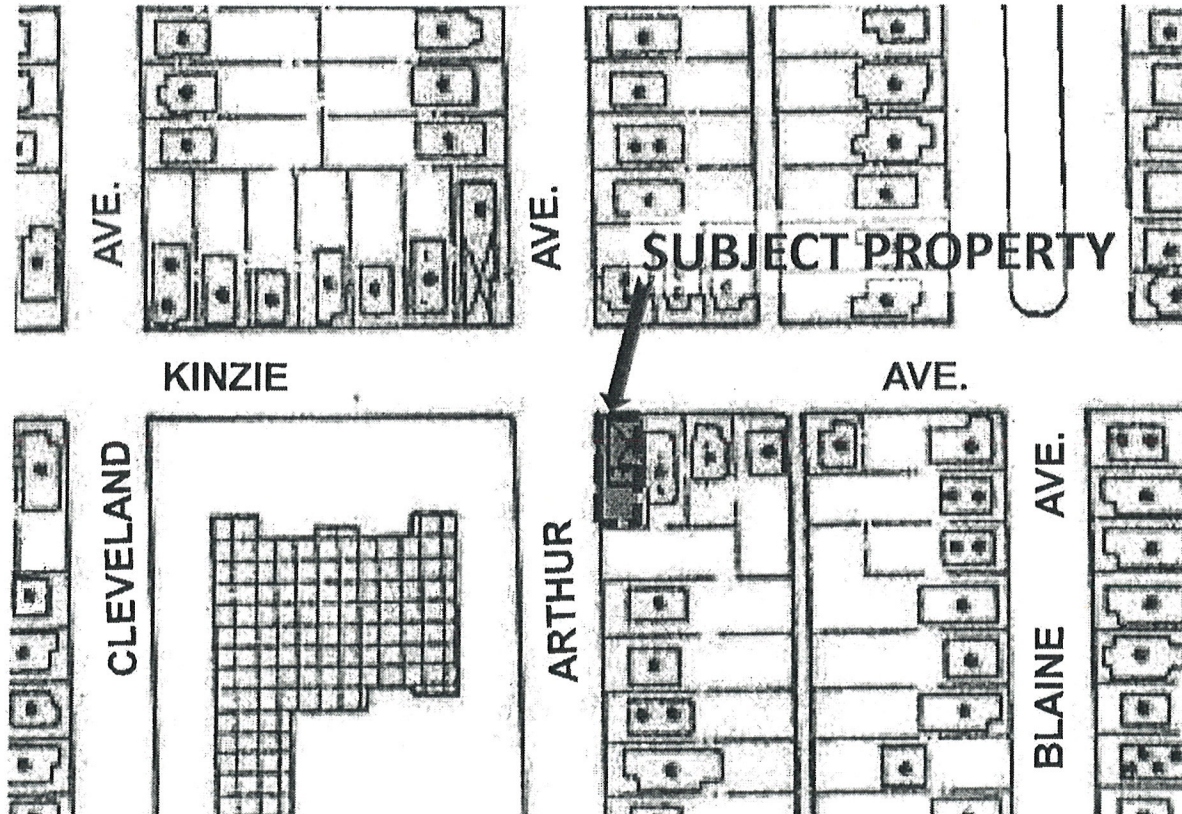 AVE.
AVE.
SUBJECT PROPERTY
KINZIE
AVE.
CLEVELAND
ARTHUR
AVE.
BLAINE